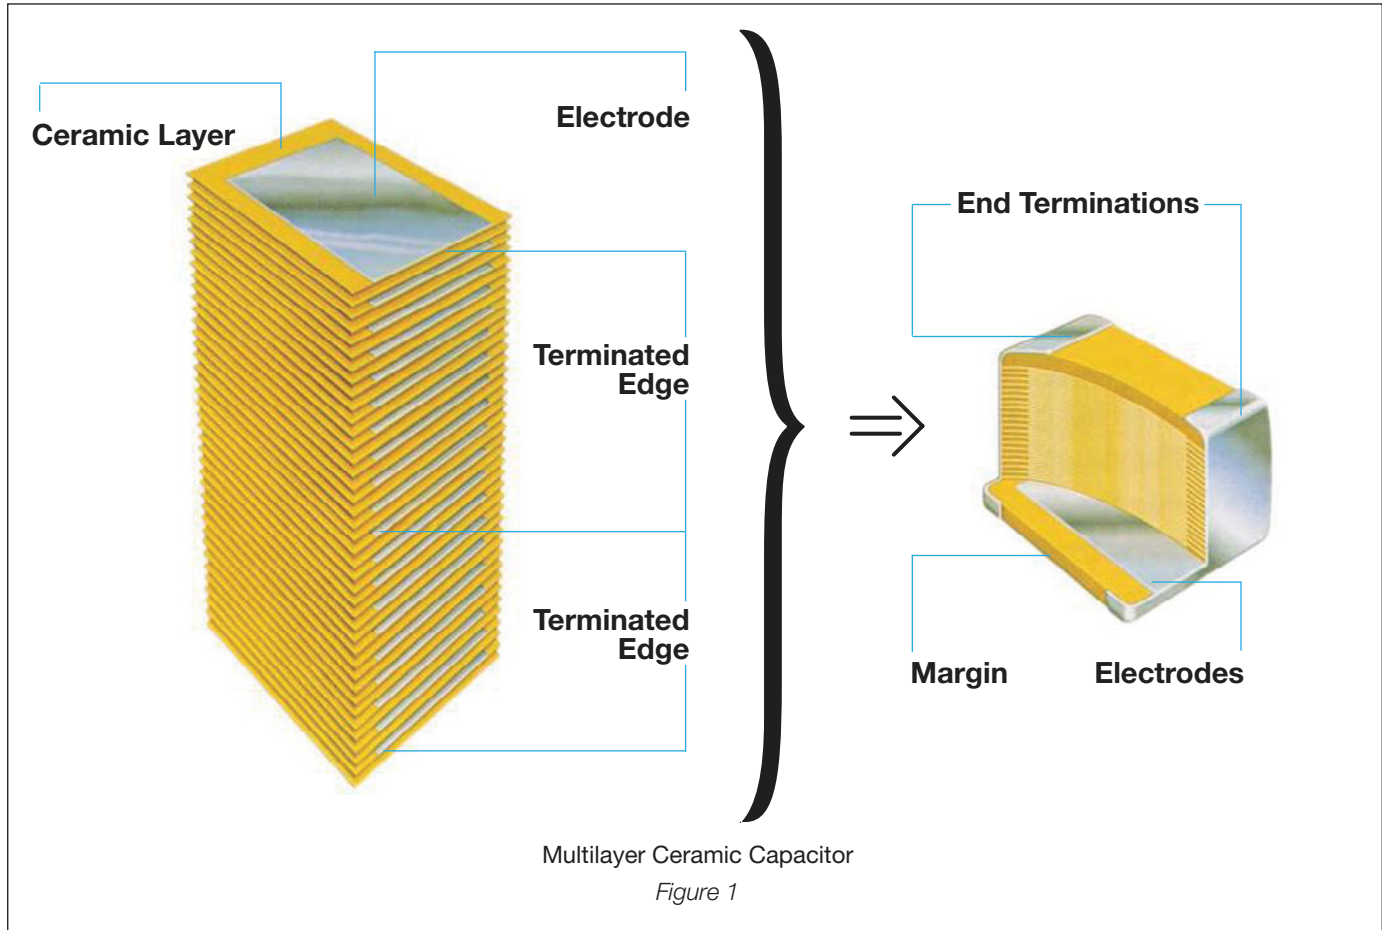 Ceramic Layer
Electrode
Terminated
Edge
Terminated
Edge
End Terminations
Margin
Electrodes
Multilayer Ceramic Capacitor
Figure 1